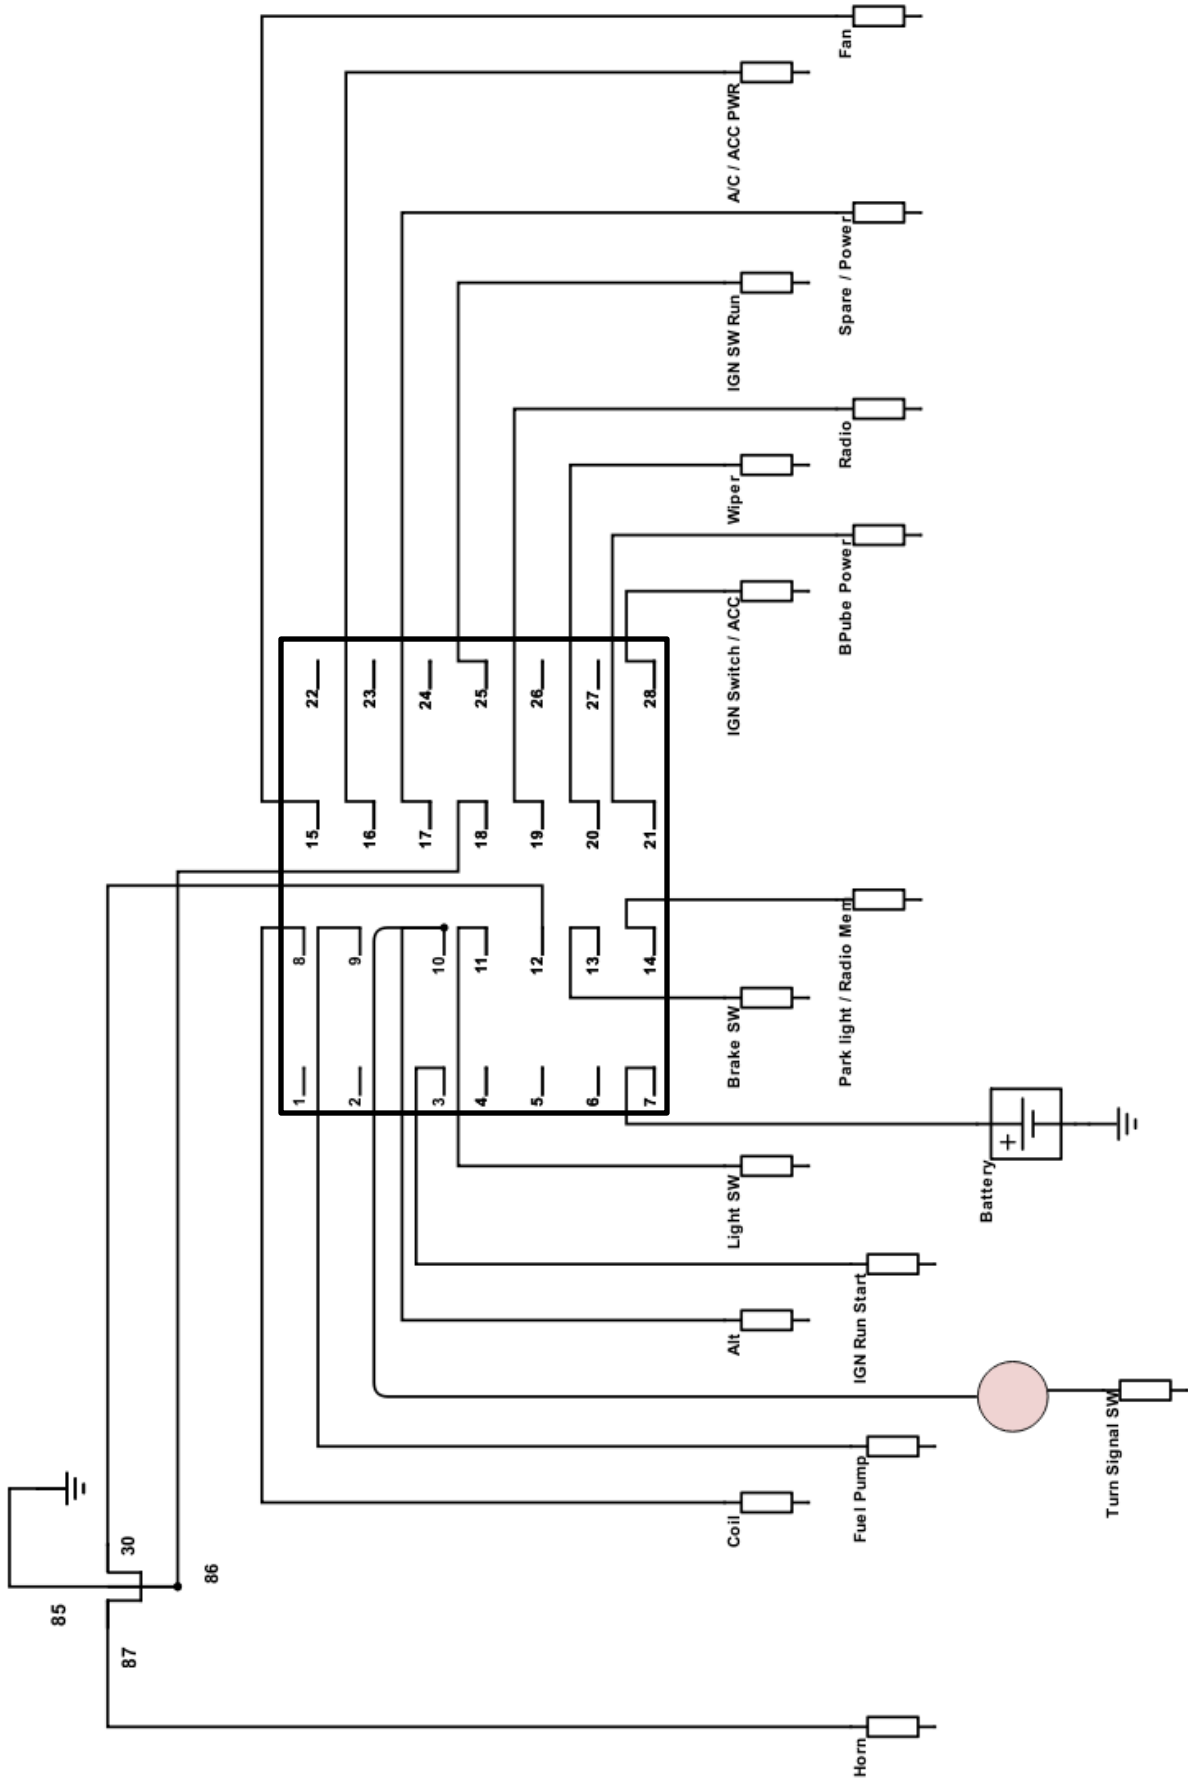 Fan
A/C / ACC PWR
Spare / Power
IGN SW Run
Radio
Wiper
BPube Power
IGN Switch / ACC
22
23
24
25
26
27
28
15
16
17
18
19
20
21
8
9
10
11
12
13
14
1
2
3
4
5
6
7
Park light / Radio Mem
Brake SW
+
Battery
Light SW
IGN Run Start
Alt
Turn Signal SW
Fuel Pump
Coil
30
86
85
87
Horn